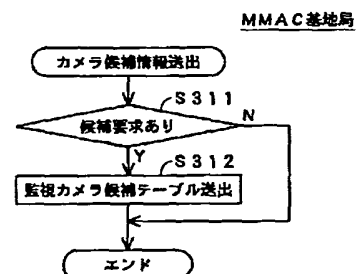 MMAC基地局
カメラ候補情報送出
S311
候補要求あり
N
Y
S312
監視カメラ候補テーブル送出
エンド